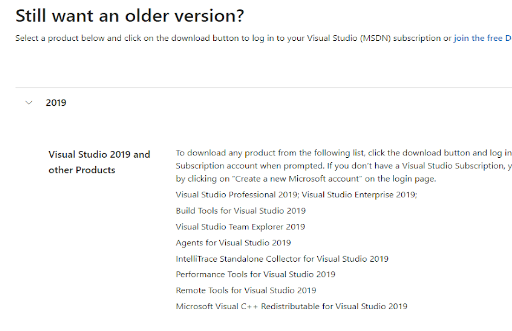 Still want an older version?
Select a product below and click on the download button to log in to your Visual Studio (MSDN) subscription or join the free D
2019
Visual Studio 2019 and
other Products
To download any product from the following list, click the download button and log in
Subscription account when prompted. If you don't have a Visual Studio Subscription, y
by clicking on "Create a new Microsoft account" on the login page.
Visual Studio Professional 2019; Visual Studio Enterprise 2019;
Build Tools for Visual Studio 2019
Visual Studio Team Explorer 2019
Agents for Visual Studio 2019
IntelliTrace Standalone Collector for Visual Studio 2019
Performance Tools for Visual Studio 2019
Remote Tools for Visual Studio 2019
Microsoft Visual C++ Redistributable for Visual Studio 2019